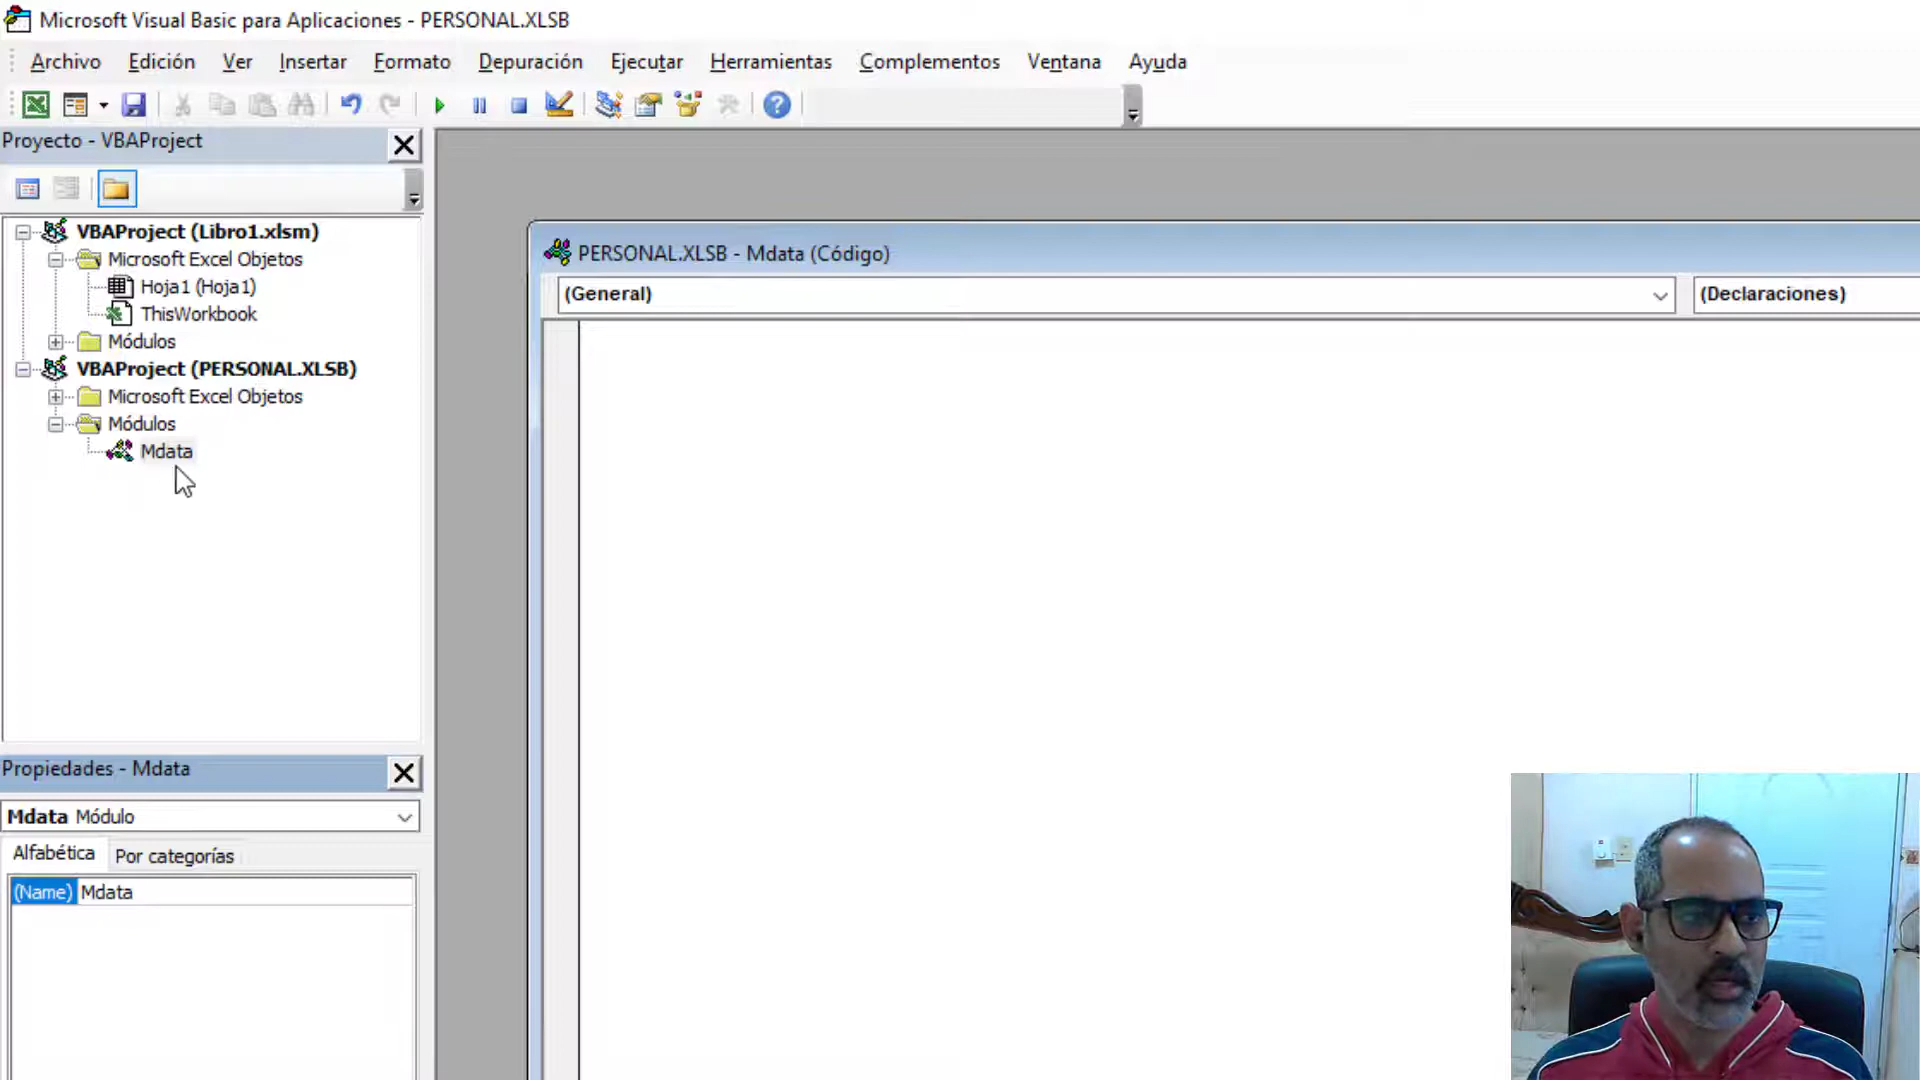 Microsoft Visual Basic para Aplicaciones - PERSONAL.XLSB
Archivo Edición Ver Insertar Formato Depuración Ejecutar Herramientas Complementos Ventana Ayuda
Proyecto - VBAProject
VBAProject (Libro1.xlsm)
Microsoft Excel Objetos
Hoja1 (Hoja1)
ThisWorkbook
Módulos
VBAProject (PERSONAL.XLSB)
Microsoft Excel Objetos
Módulos
Mdata
PERSONAL.XLSB - Mdata (Código)
(General) (Declaraciones)
Propiedades - Mdata
Mdata Módulo
Alfabética Por categorías
(Name) Mdata